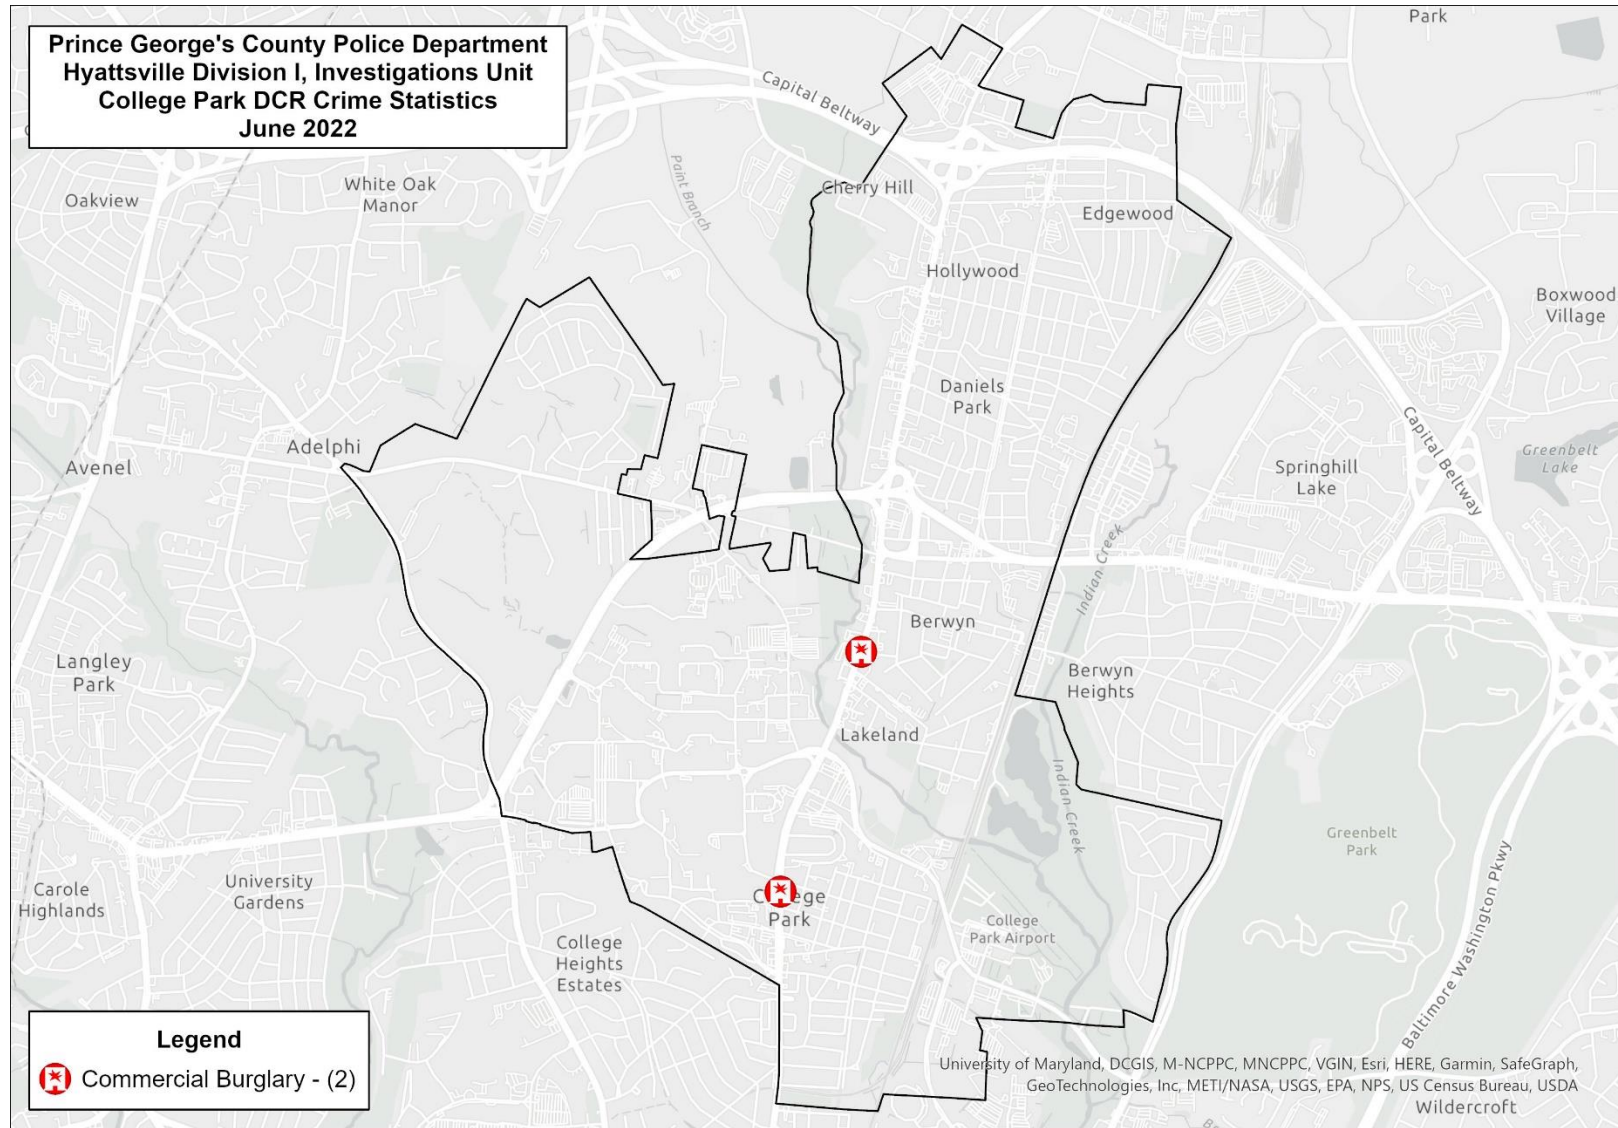 Prince George's County Police Department
Hyattsville Division I, Investigations Unit
College Park DCR Crime Statistics
June 2022
Park
Capital Beltway
Paint Branch
White Oak
Manor
Oakview
Cherry Hill
Edgewood
Hollywood
Boxwood
Village
Daniels
Park
Capital Beltway
Adelphi
Avenel
Springhill
Lake
Greenbelt
Lake
Indian Creek
Berwyn
Langley
Park
Berwyn
Heights
Lakeland
Indian Creek
Greenbelt
Park
Carole
Highlands
University
Gardens
Park
College
Park Airport
College
Heights
Estates
Baltimore Washington Pkwy
Legend
Commercial Burglary - (2)
University of Maryland, DCGIS, M-NCPPC, MNCPPC, VGIN, Esri, HERE, Garmin, SafeGraph,
GeoTechnologies, Inc, METI/NASA, USGS, EPA, NPS, US Census Bureau, USDA
Wildercroft